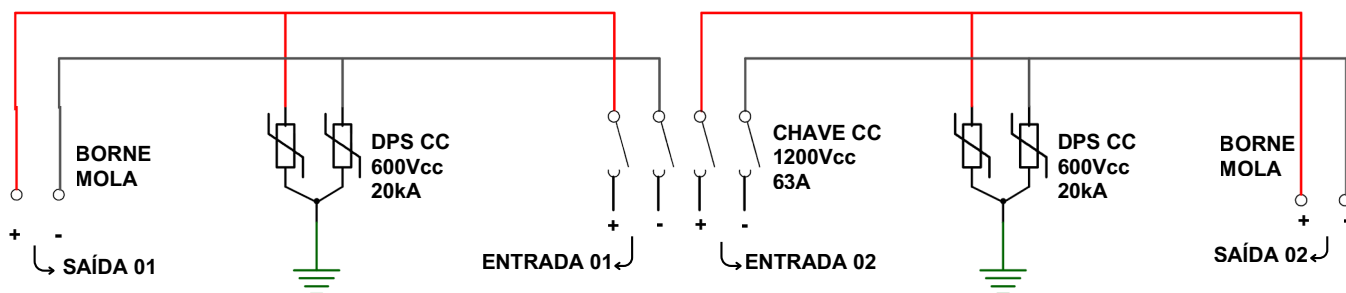 BORNE
MOLA
DPS CC
600Vcc
20kA
CHAVE CC
1200Vcc
63A
DPS CC
600Vcc
20kA
BORNE
MOLA
+ -
SAÍDA 01
+ - + -
ENTRADA 01
ENTRADA 02
+ -
SAÍDA 02